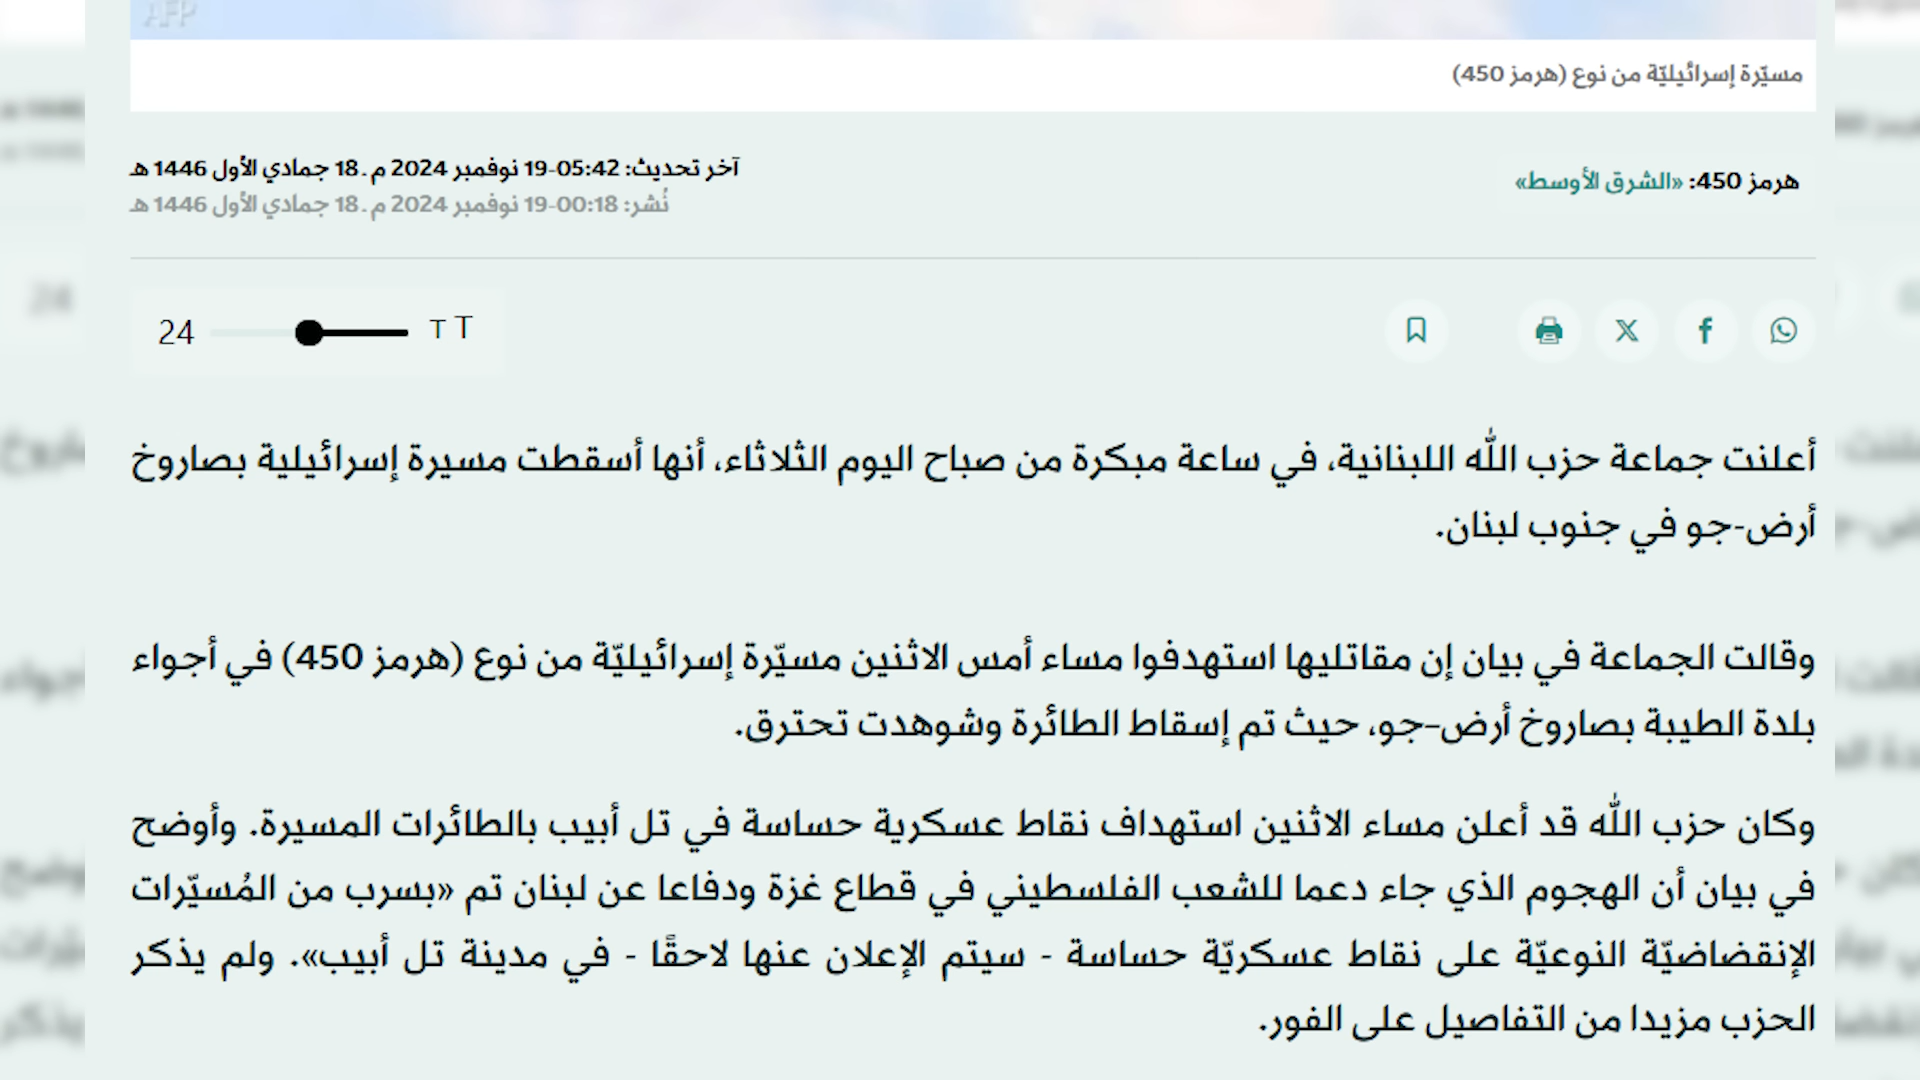 AFP
مسيّرة إسرائيليّة من نوع (هرمز 450)
هرمز 450: «الشرق الأوسط»
آخر تحديث: 05:42-19 نوفمبر 2024 م ـ 18 جمادي الأول 1446 هـ
نُشر: 00:18-19 نوفمبر 2024 م ـ 18 جمادي الأول 1446 هـ
24 T T
أعلنت جماعة حزب الله اللبنانية، في ساعة مبكرة من صباح اليوم الثلاثاء، أنها أسقطت مسيرة إسرائيلية بصاروخ
أرض-جو في جنوب لبنان.
وقالت الجماعة في بيان إن مقاتليها استهدفوا مساء أمس الاثنين مسيّرة إسرائيليّة من نوع (هرمز 450) في أجواء
بلدة الطيبة بصاروخ أرض–جو، حيث تم إسقاط الطائرة وشوهدت تحترق.
وكان حزب الله قد أعلن مساء الاثنين استهداف نقاط عسكرية حساسة في تل أبيب بالطائرات المسيرة. وأوضح
في بيان أن الهجوم الذي جاء دعما للشعب الفلسطيني في قطاع غزة ودفاعا عن لبنان تم «بسرب من المُسيّرات
الإنقضاضيّة النوعيّة على نقاط عسكريّة حساسة - سيتم الإعلان عنها لاحقًا - في مدينة تل أبيب». ولم يذكر
الحزب مزيدا من التفاصيل على الفور.